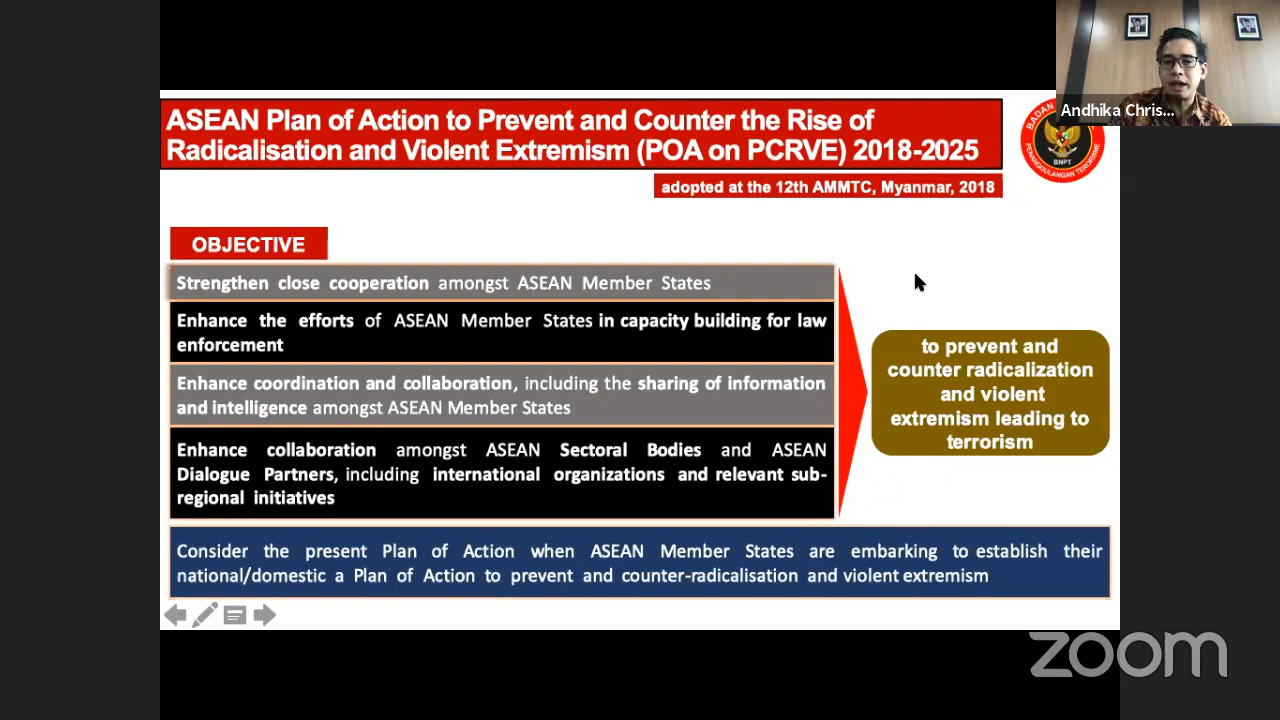 Andhika Chris...
ASEAN Plan of Action to Prevent and Counter the Rise of
Radicalisation and Violent Extremism (POA on PCRVE) 2018-2025
adopted at the 12th AMMTC, Myanmar, 2018
BADAN
BNPT
PENANGGULANGAN TERORISME
OBJECTIVE
Strengthen close cooperation amongst ASEAN Member States
Enhance the efforts of ASEAN Member States in capacity building for law
enforcement
Enhance coordination and collaboration, including the sharing of information
and intelligence amongst ASEAN Member States
Enhance collaboration amongst ASEAN Sectoral Bodies and ASEAN
Dialogue Partners, including international organizations and relevant sub-
regional initiatives
to prevent and
counter radicalization
and violent
extremism leading to
terrorism
Consider the present Plan of Action when ASEAN Member States are embarking to establish their
national/domestic a Plan of Action to prevent and counter-radicalisation and violent extremism
zoom